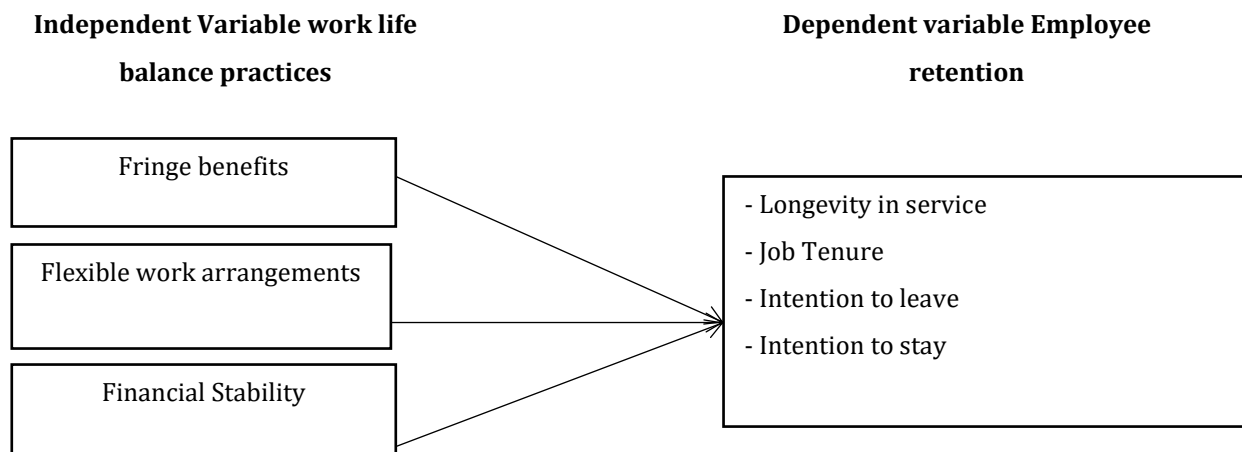 Independent Variable work life
balance practices
Dependent variable Employee
retention
Fringe benefits
Flexible work arrangements
Financial Stability
- Longevity in service
- Job Tenure
- Intention to leave
- Intention to stay